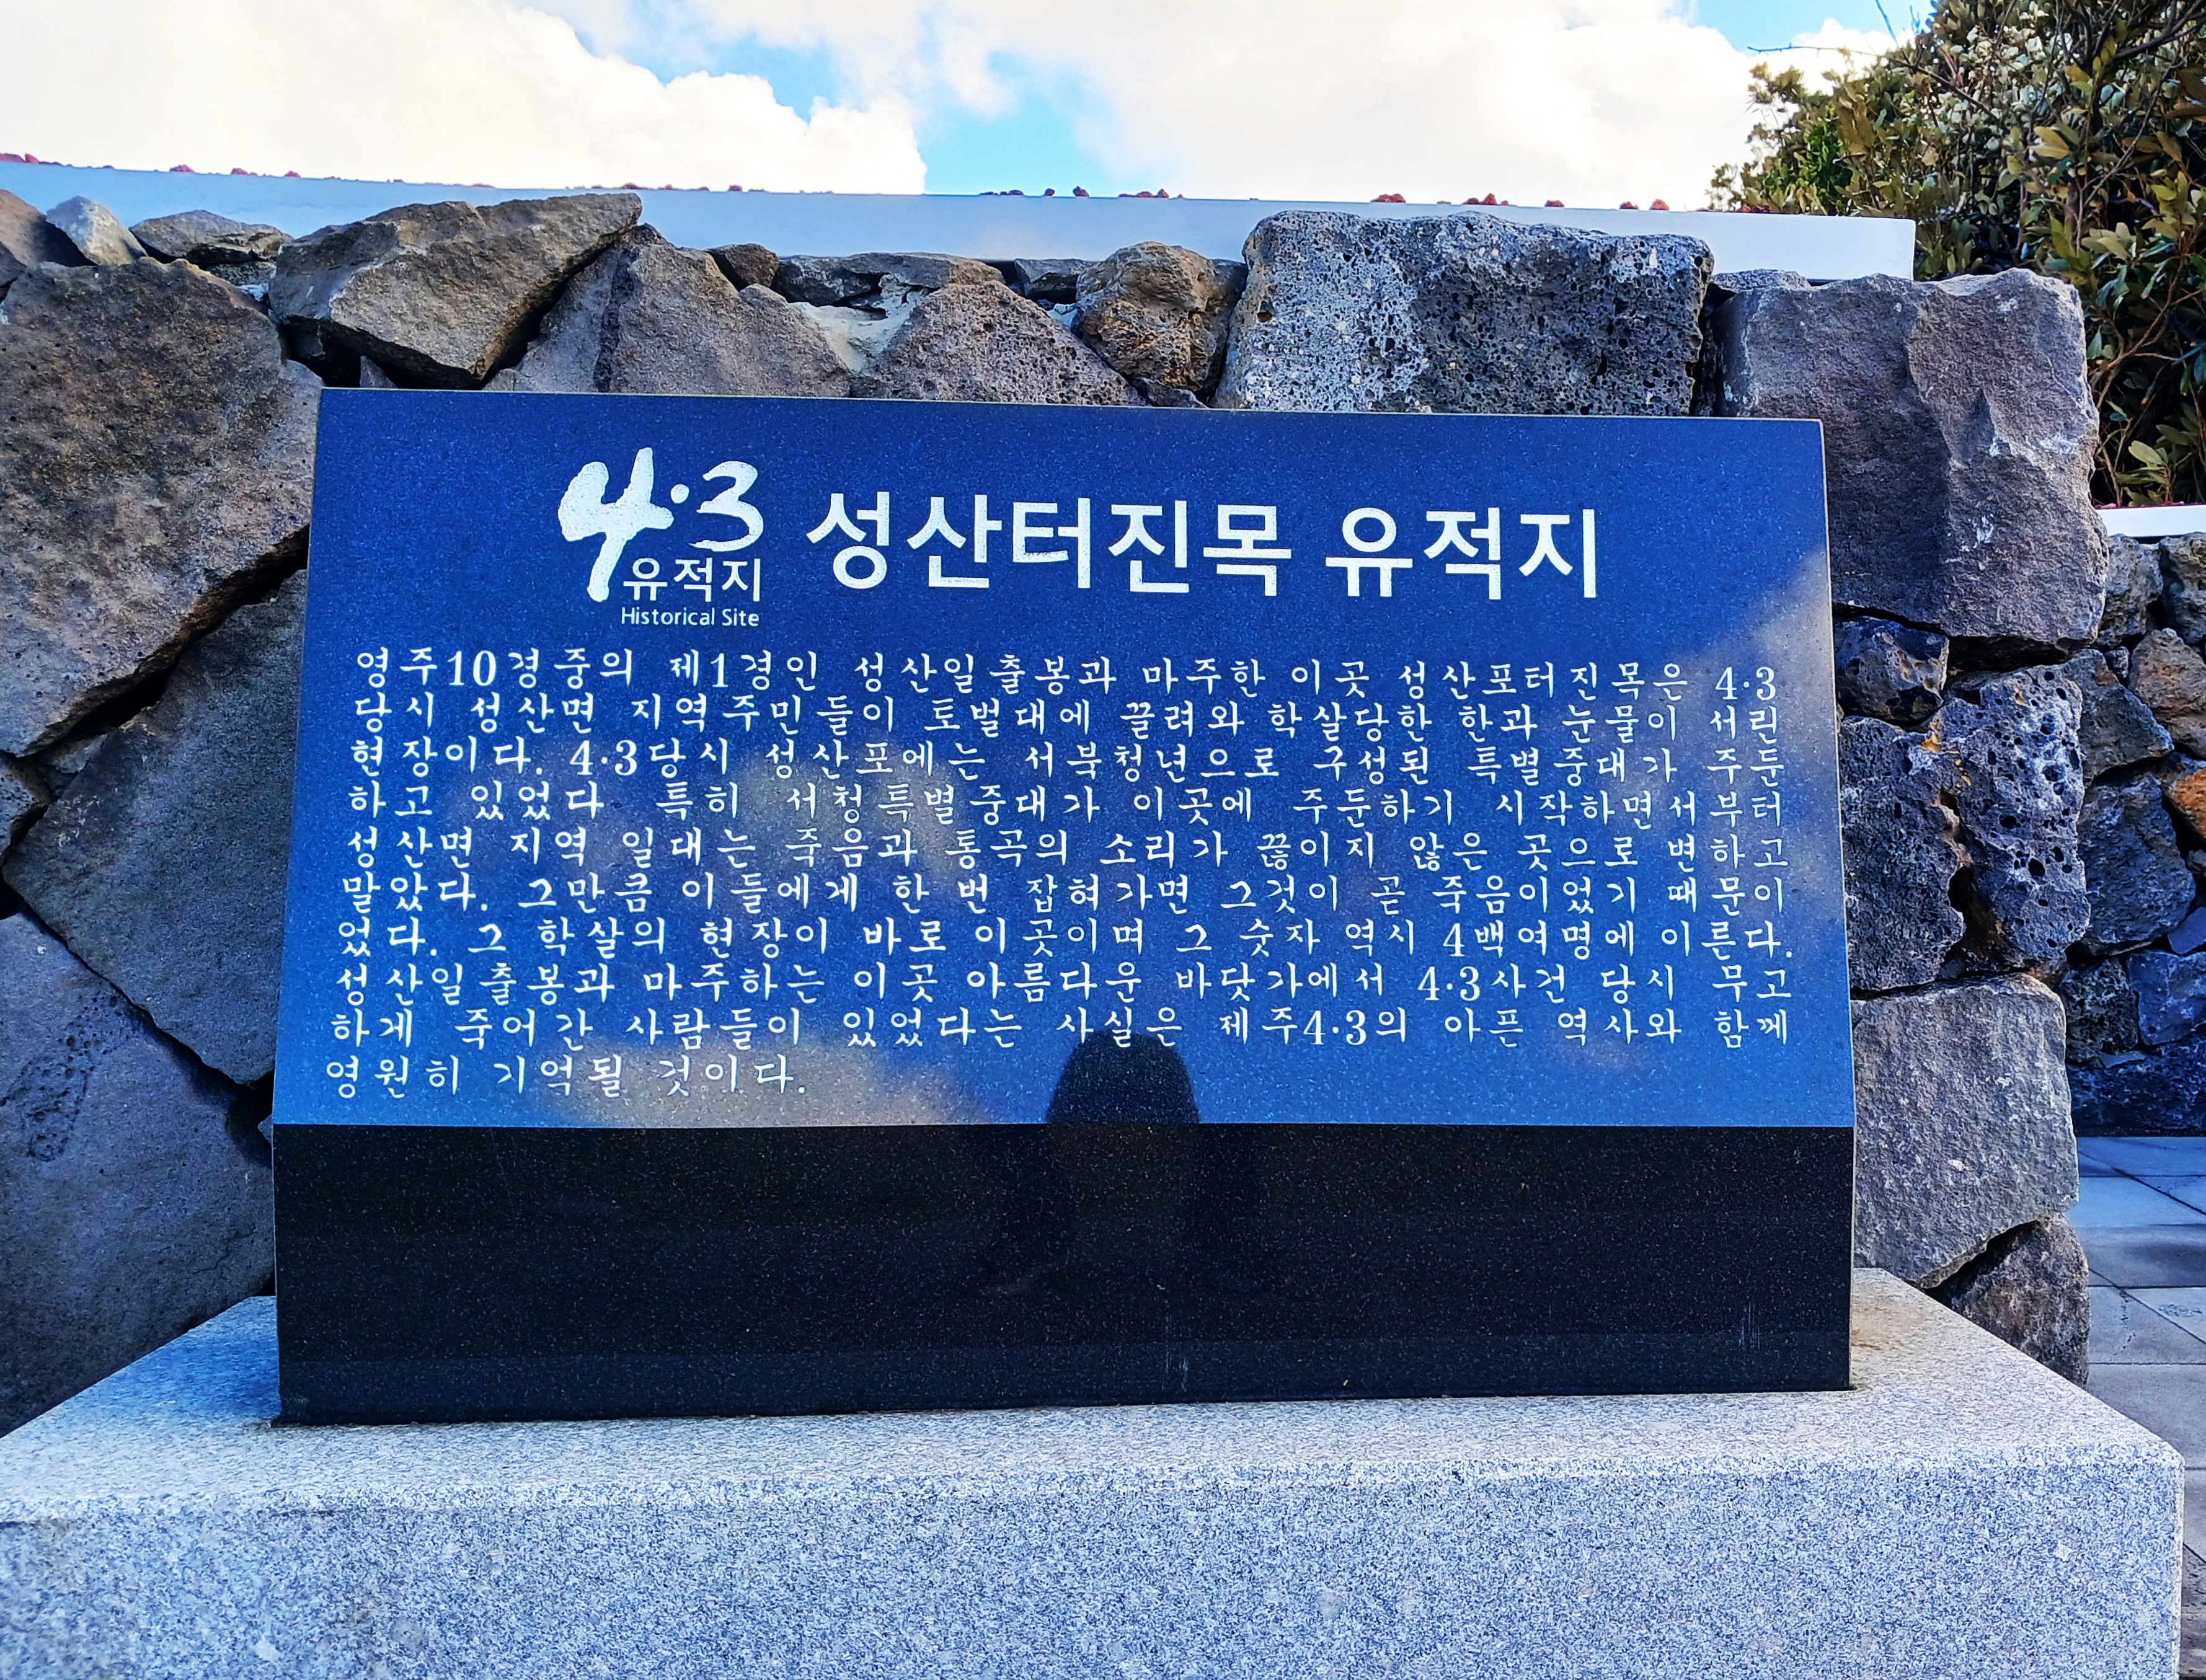 4·3 성산터진목 유적지
유적지
Historical Site
영주10경중의 제1경인 성산일출봉과 마주한 이곳 성산포터진목은 4·3
당시 성산면 지역주민들이 토벌대에 끌려와 학살당한 한과 눈물이 서린
현장이다. 4·3당시 성산포에는 서북청년으로 구성된 특별중대가 주둔
하고 있었다 특히 서청특별중대가 이곳에 주둔하기 시작하면서부터
성산면 지역 일대는 죽음과 통곡의 소리가 끊이지 않은 곳으로 변하고
말았다. 그만큼 이들에게 한 번 잡혀가면 그것이 곧 죽음이었기 때문이
었다. 그 학살의 현장이 바로 이곳이며 그 숫자 역시 4백여명에 이른다.
성산일출봉과 마주하는 이곳 아름다운 바닷가에서 4·3사건 당시 무고
하게 죽어간 사람들이 있었다는 사실은 제주4·3의 아픈 역사와 함께
영원히 기억될 것이다.